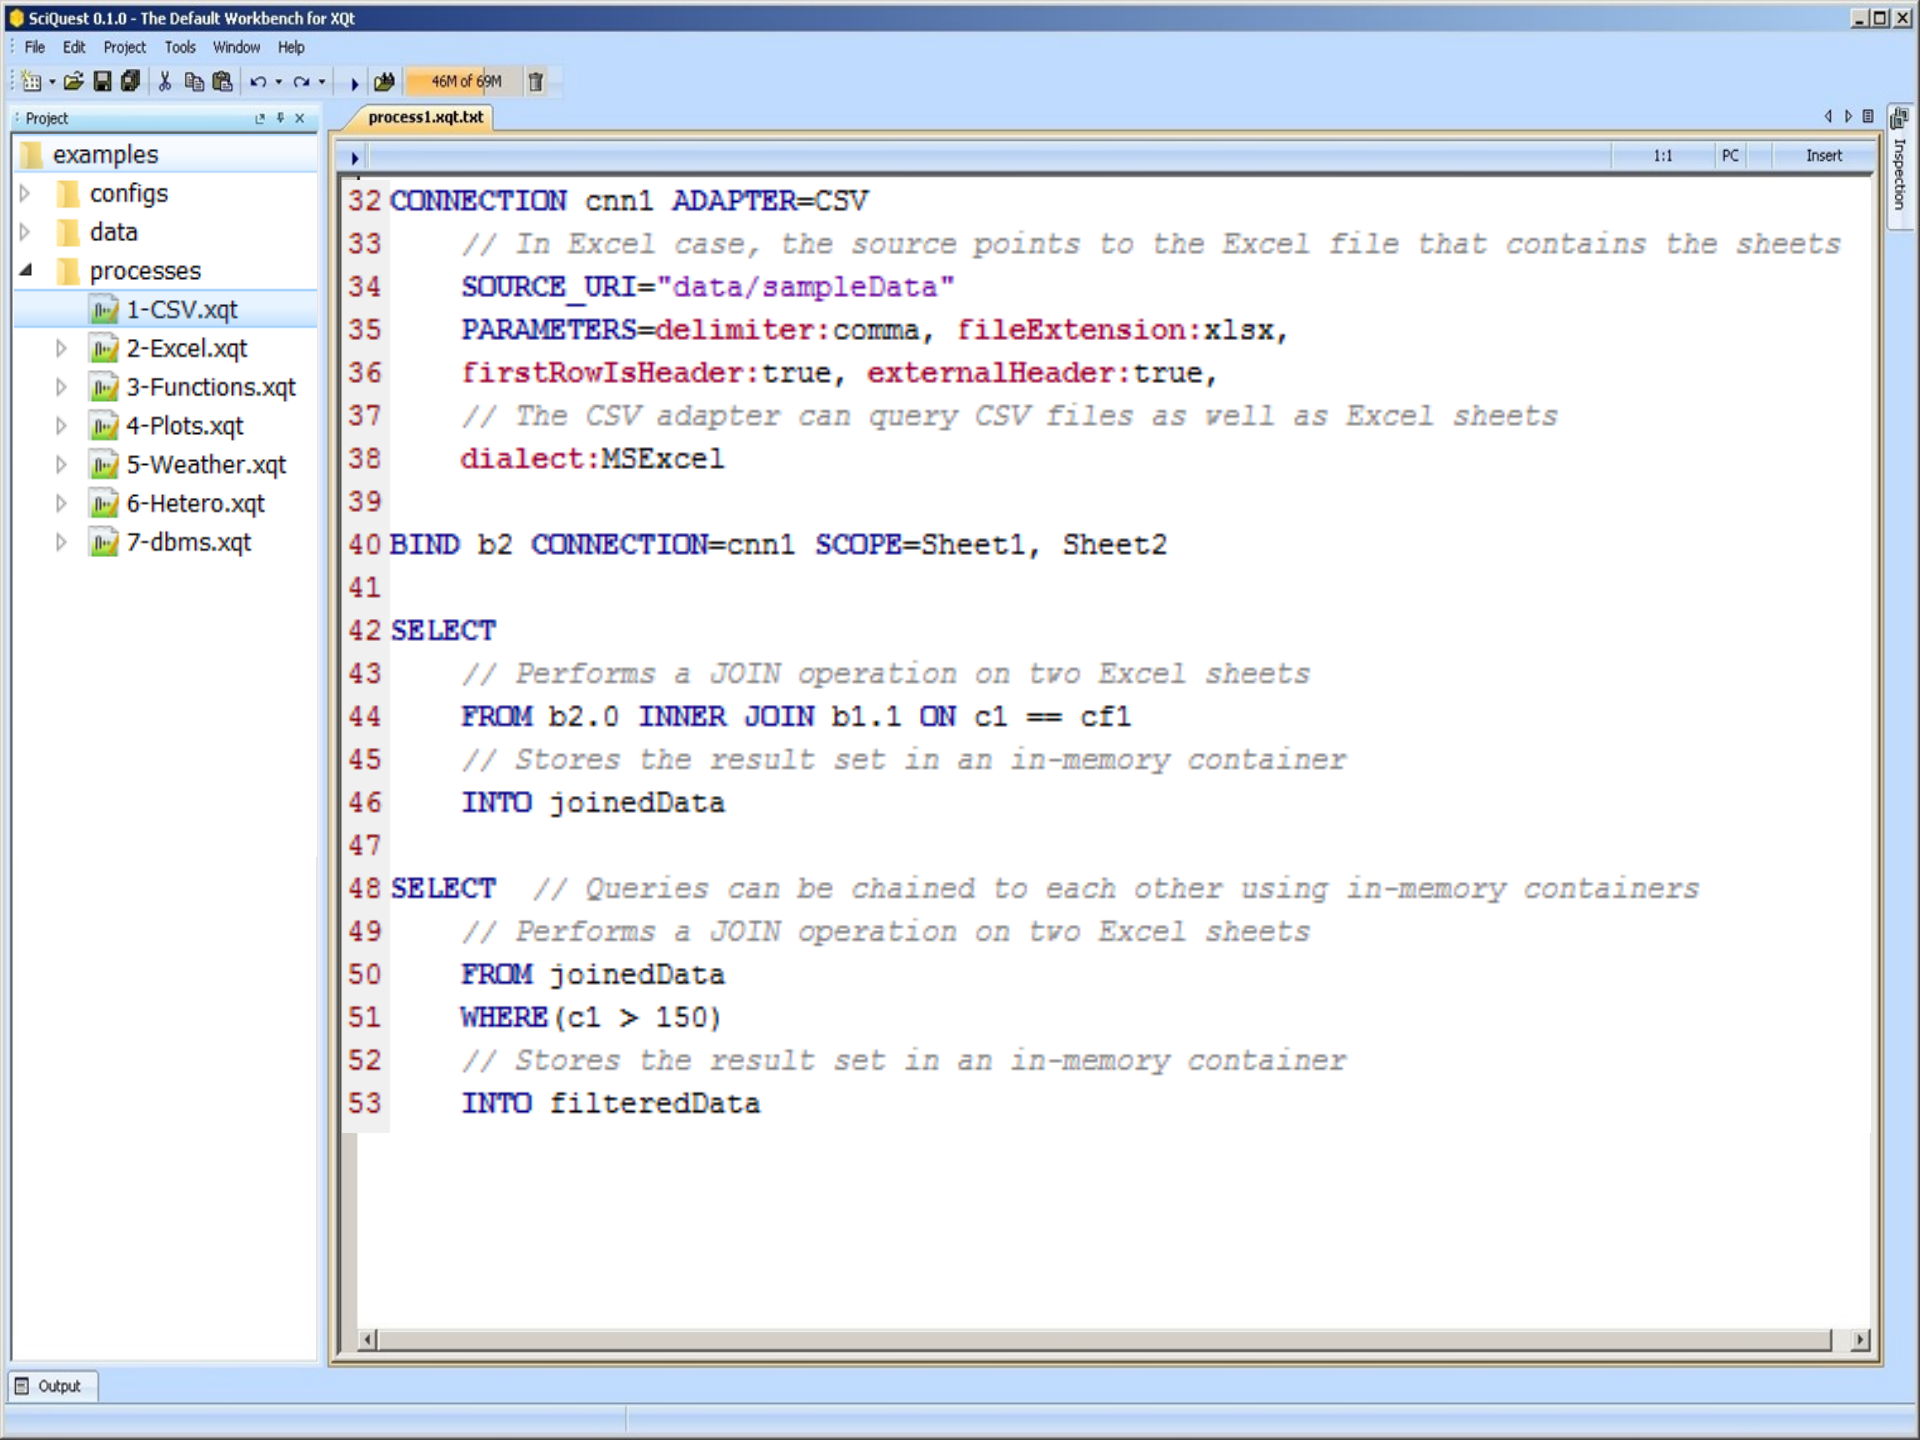 SciQuest 0.1.0 - The Default Workbench for XQt
File Edit Project Tools Window Help
46M of 69M
Project
examples
configs
data
processes
1-CSV.xqt
2-Excel.xqt
3-Functions.xqt
4-Plots.xqt
5-Weather.xqt
6-Hetero.xqt
7-dbms.xqt
process1.xqt.txt
1:1 PC Insert
Inspection
32 CONNECTION cnn1 ADAPTER=CSV
33 // In Excel case, the source points to the Excel file that contains the sheets
34 SOURCE_URI="data/sampleData"
35 PARAMETERS=delimiter:comma, fileExtension:xlsx,
36 firstRowIsHeader:true, externalHeader:true,
37 // The CSV adapter can query CSV files as well as Excel sheets
38 dialect:MSExcel
39
40 BIND b2 CONNECTION=cnn1 SCOPE=Sheet1, Sheet2
41
42 SELECT
43 // Performs a JOIN operation on two Excel sheets
44 FROM b2.0 INNER JOIN b1.1 ON c1 == cf1
45 // Stores the result set in an in-memory container
46 INTO joinedData
47
48 SELECT // Queries can be chained to each other using in-memory containers
49 // Performs a JOIN operation on two Excel sheets
50 FROM joinedData
51 WHERE(c1 > 150)
52 // Stores the result set in an in-memory container
53 INTO filteredData
Output